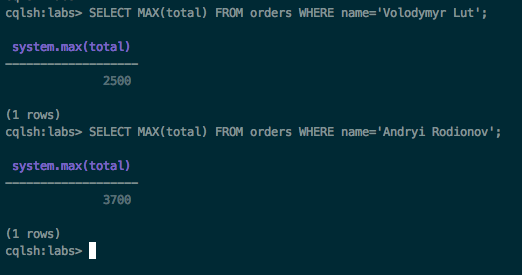 cqlsh:labs> SELECT MAX(total) FROM orders WHERE name='Volodymyr Lut';
system.max(total)
-------------------
2500
(1 rows)
cqlsh:labs> SELECT MAX(total) FROM orders WHERE name='Andryi Rodionov';
system.max(total)
-------------------
3700
(1 rows)
cqlsh:labs>